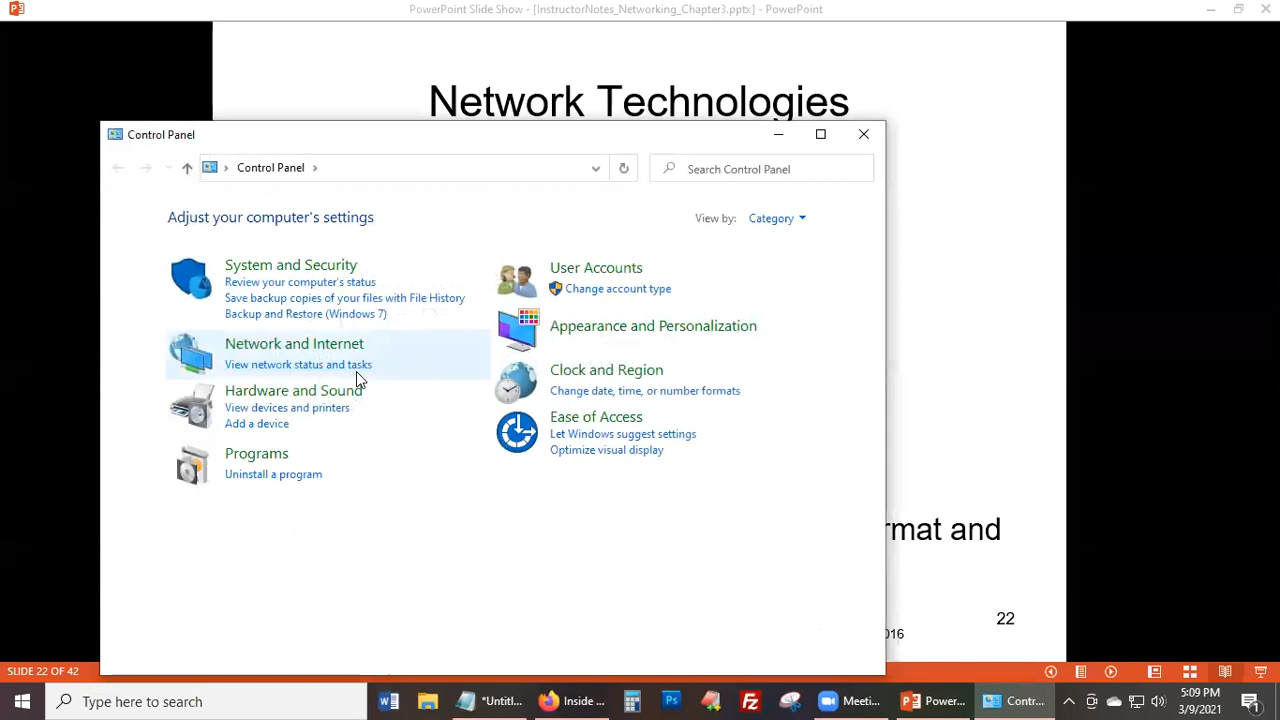 PowerPoint Slide Show - [InstructorNotes_Networking_Chapter3.pptx] - PowerPoint
Network Technologies
Control Panel
Control Panel
Search Control Panel
Adjust your computer's settings
View by: Category
System and Security
Review your computer's status
Save backup copies of your files with File History
Backup and Restore (Windows 7)
Network and Internet
View network status and tasks
Hardware and Sound
View devices and printers
Add a device
Programs
Uninstall a program
User Accounts
Change account type
Appearance and Personalization
Clock and Region
Change date, time, or number formats
Ease of Access
Let Windows suggest settings
Optimize visual display
rmat and
22
016
SLIDE 22 OF 42
Type here to search
*Untitl...
Inside ...
Meeti...
Power...
Contr...
5:09 PM
3/9/2021
1